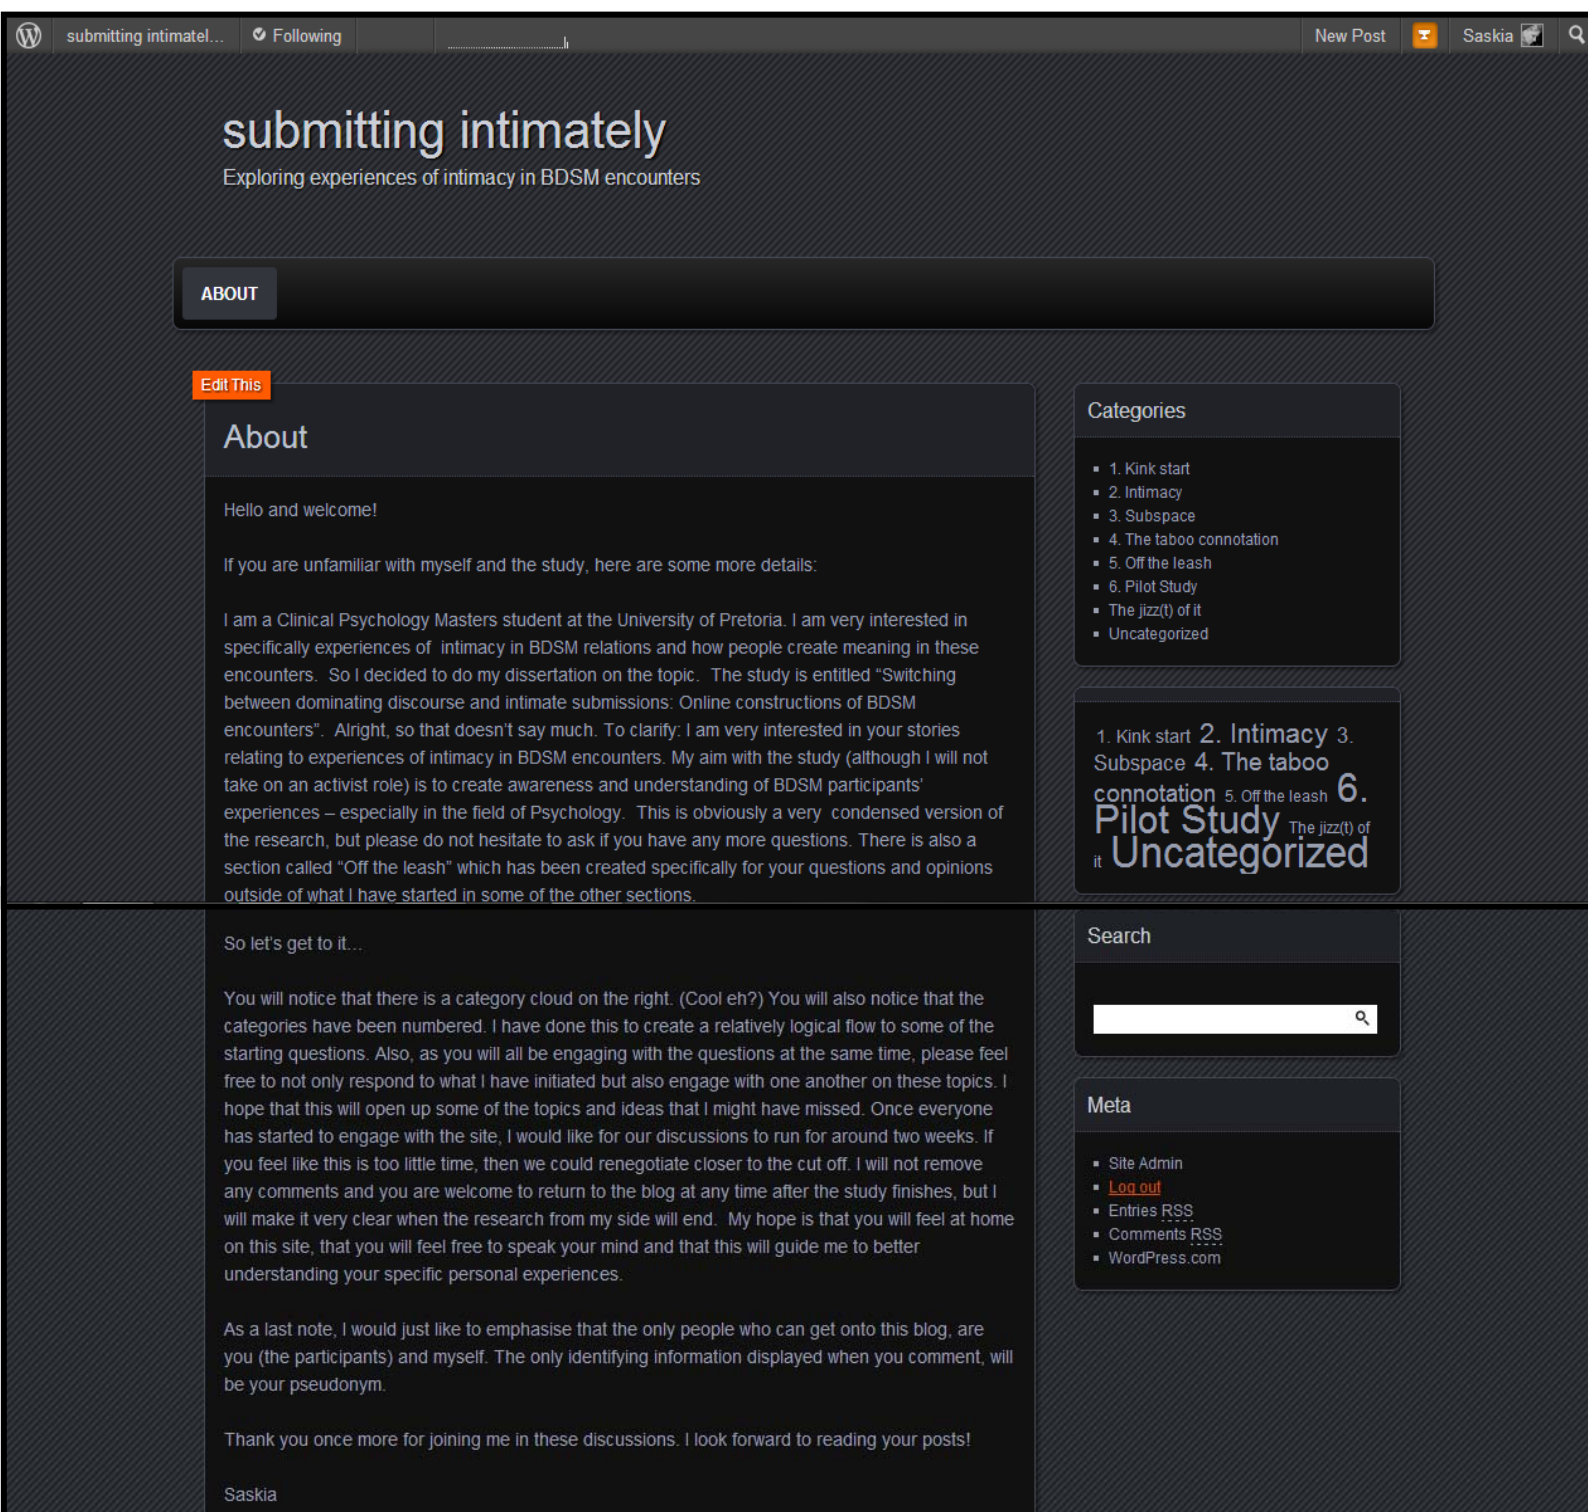 submitting intimatel... Following New Post Saskia
submitting intimately
Exploring experiences of intimacy in BDSM encounters
ABOUT
Edit This
About
Hello and welcome!
If you are unfamiliar with myself and the study, here are some more details:
I am a Clinical Psychology Masters student at the University of Pretoria. I am very interested in
specifically experiences of  intimacy in BDSM relations and how people create meaning in these
encounters.  So I decided to do my dissertation on the topic.  The study is entitled “Switching
between dominating discourse and intimate submissions: Online constructions of BDSM
encounters”.  Alright, so that doesn’t say much. To clarify: I am very interested in your stories
relating to experiences of intimacy in BDSM encounters. My aim with the study (although I will not
take on an activist role) is to create awareness and understanding of BDSM participants’
experiences – especially in the field of Psychology.  This is obviously a very  condensed version of
the research, but please do not hesitate to ask if you have any more questions. There is also a
section called “Off the leash” which has been created specifically for your questions and opinions
outside of what I have started in some of the other sections.
So let’s get to it…
You will notice that there is a category cloud on the right. (Cool eh?) You will also notice that the
categories have been numbered. I have done this to create a relatively logical flow to some of the
starting questions. Also, as you will all be engaging with the questions at the same time, please feel
free to not only respond to what I have initiated but also engage with one another on these topics. I
hope that this will open up some of the topics and ideas that I might have missed. Once everyone
has started to engage with the site, I would like for our discussions to run for around two weeks. If
you feel like this is too little time, then we could renegotiate closer to the cut off. I will not remove
any comments and you are welcome to return to the blog at any time after the study finishes, but I
will make it very clear when the research from my side will end.  My hope is that you will feel at home
on this site, that you will feel free to speak your mind and that this will guide me to better
understanding your specific personal experiences.
As a last note, I would just like to emphasise that the only people who can get onto this blog, are
you (the participants) and myself. The only identifying information displayed when you comment, will
be your pseudonym.
Thank you once more for joining me in these discussions. I look forward to reading your posts!
Saskia
Categories
1. Kink start
2. Intimacy
3. Subspace
4. The taboo connotation
5. Off the leash
6. Pilot Study
The jizz(t) of it
Uncategorized
1. Kink start 2. Intimacy 3.
Subspace 4. The taboo
connotation 5. Off the leash 6.
Pilot Study The jizz(t) of
it Uncategorized
Search
Meta
Site Admin
Log out
Entries RSS
Comments RSS
WordPress.com